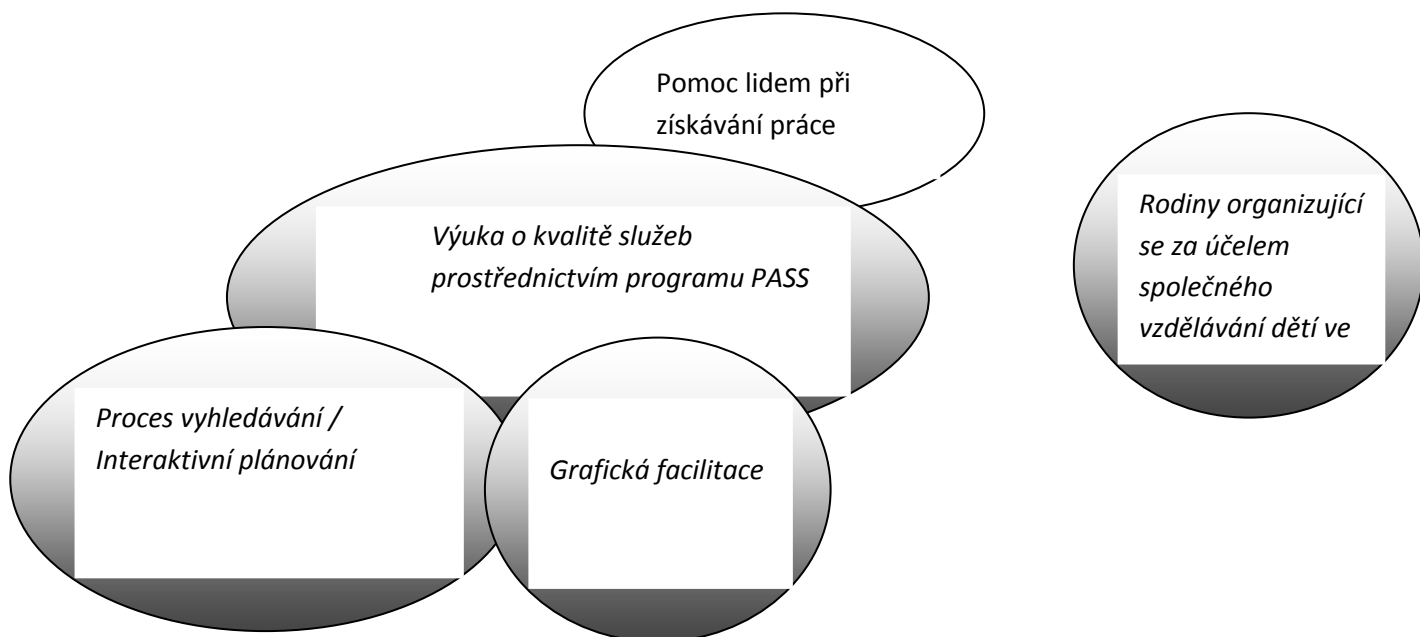 Pomoc lidem při
získávání práce
Rodiny organizující
se za účelem
společného
vzdělávání dětí ve
Výuka o kvalitě služeb
prostřednictvím programu PASS
Proces vyhledávání /
Interaktivní plánování
Grafická facilitace